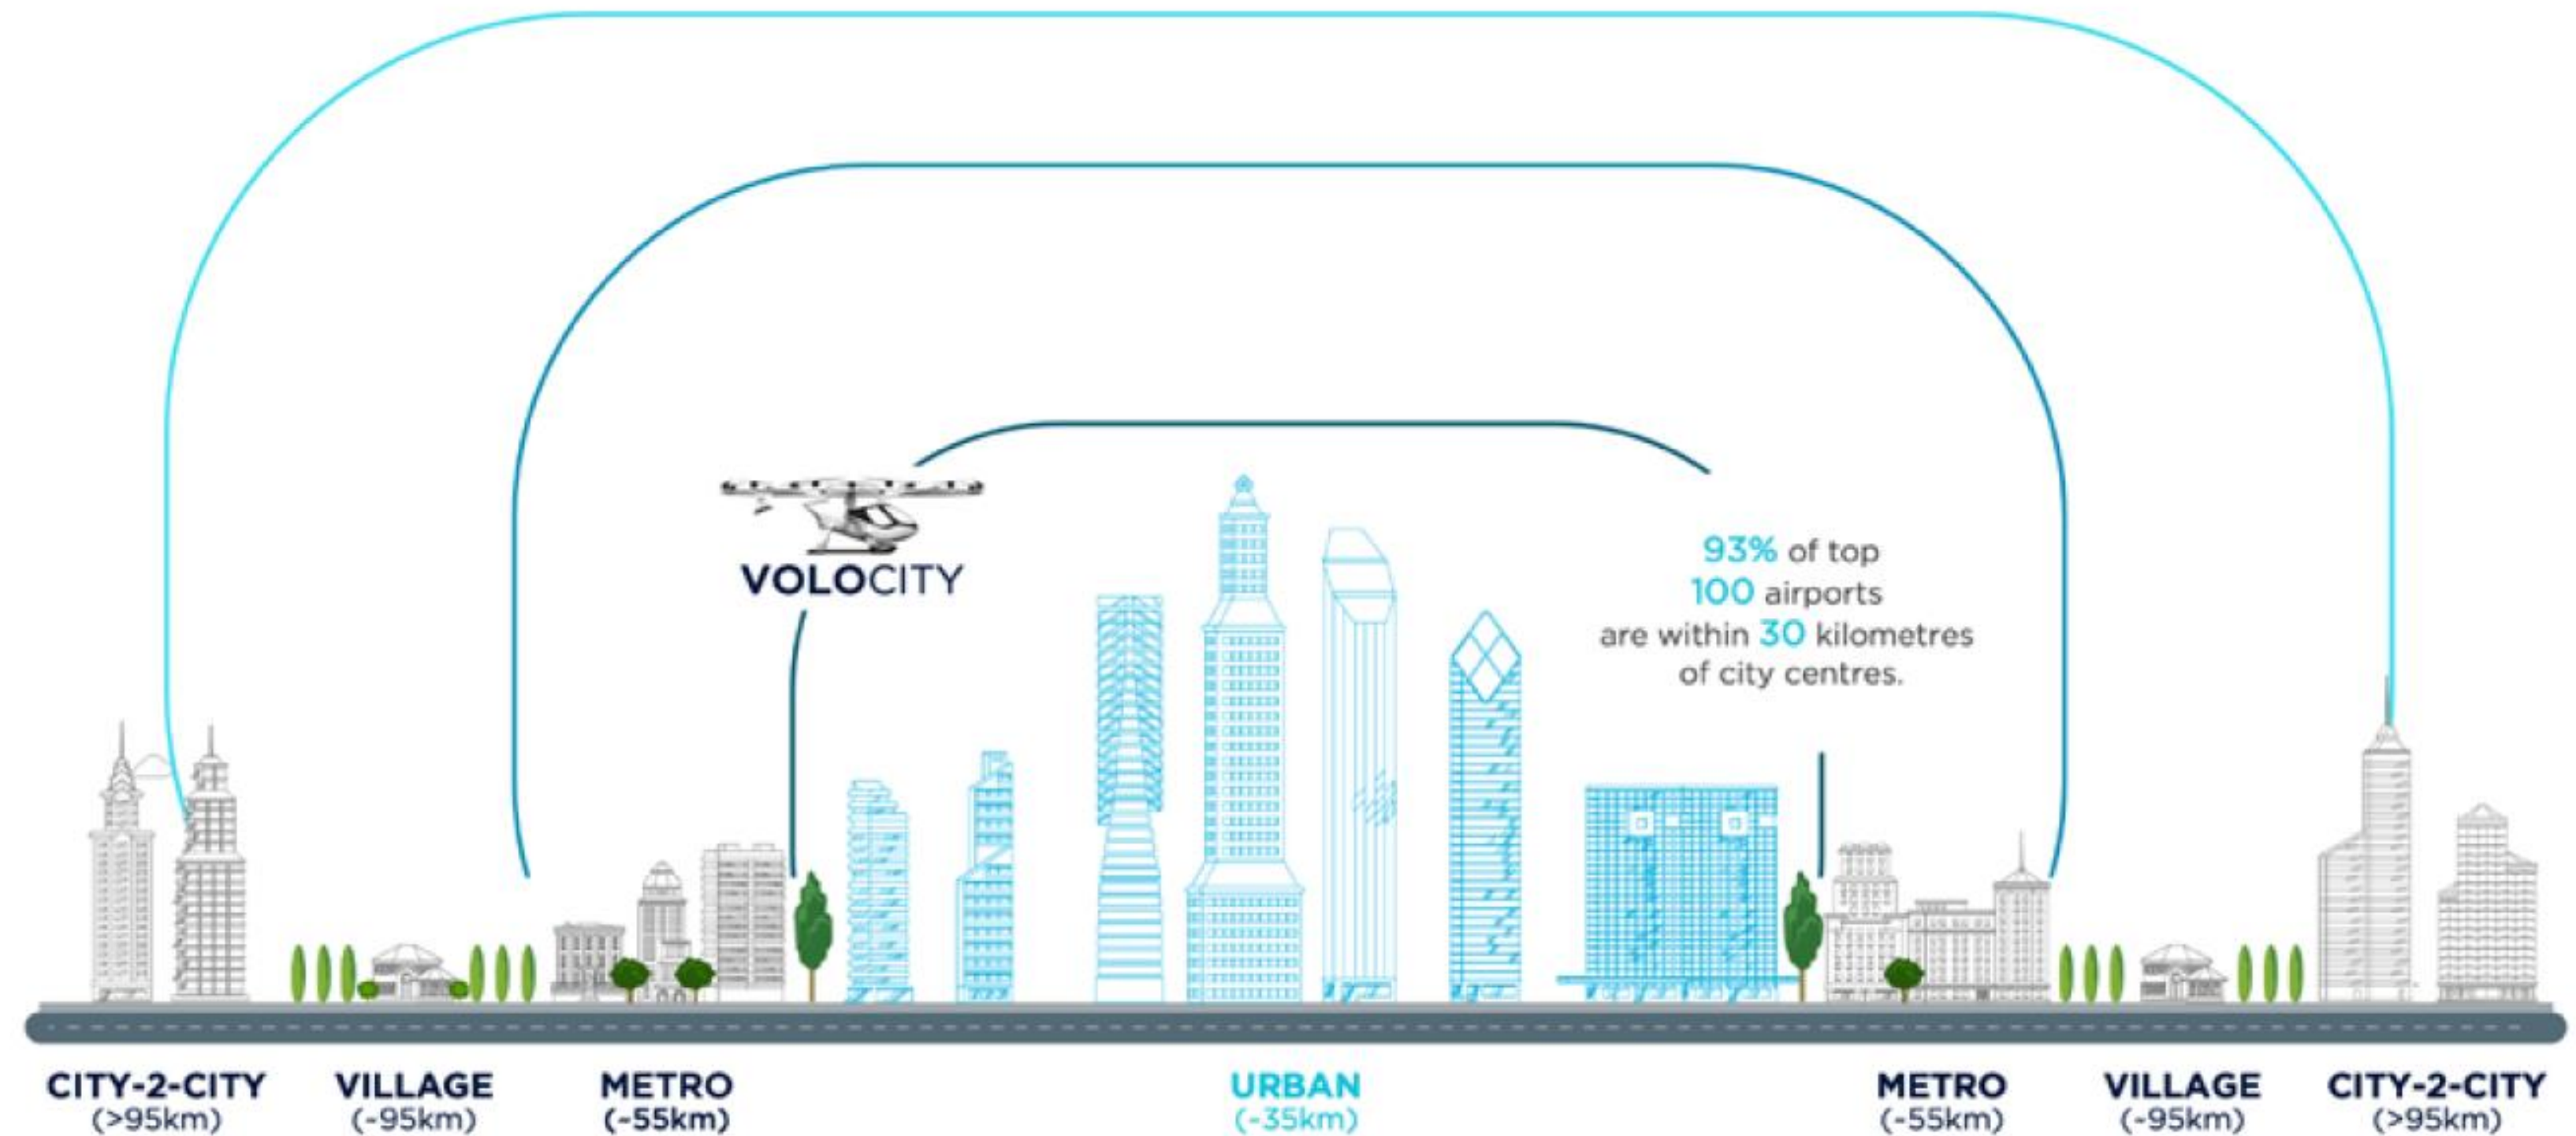 VOLOCITY
93% of top
100 airports
are within 30 kilometres
of city centres.
CITY-2-CITY
(>95km)
VILLAGE
(~95km)
METRO
(~55km)
URBAN
(~35km)
METRO
(~55km)
VILLAGE
(~95km)
CITY-2-CITY
(>95km)